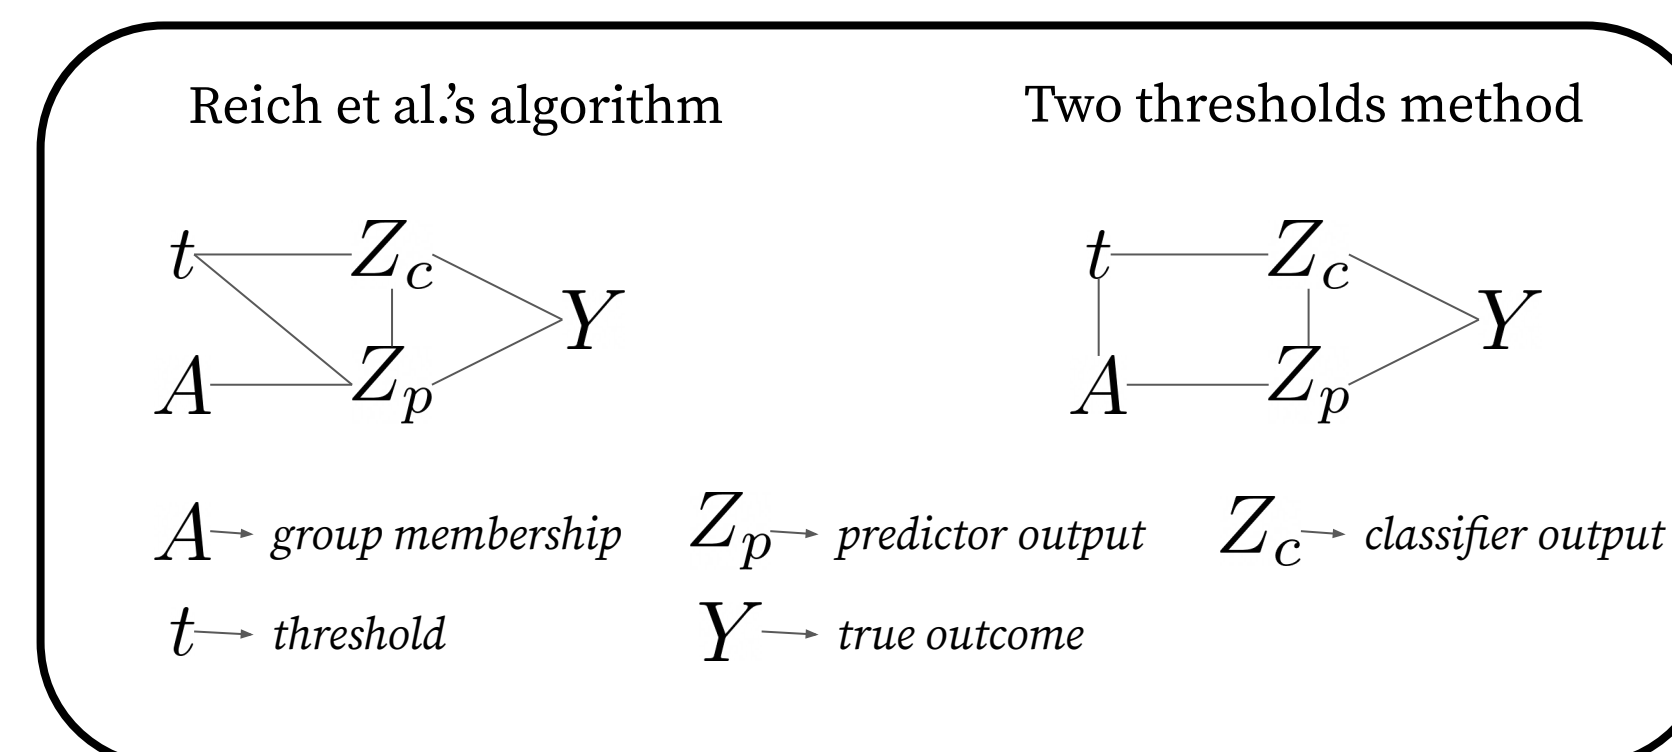 Reich et al.’s algorithm
Two thresholds method
t Z_c
Y
A Z_p
t Z_c
Y
A Z_p
A → group membership Z_p → predictor output Z_c → classifier output
t → threshold Y → true outcome